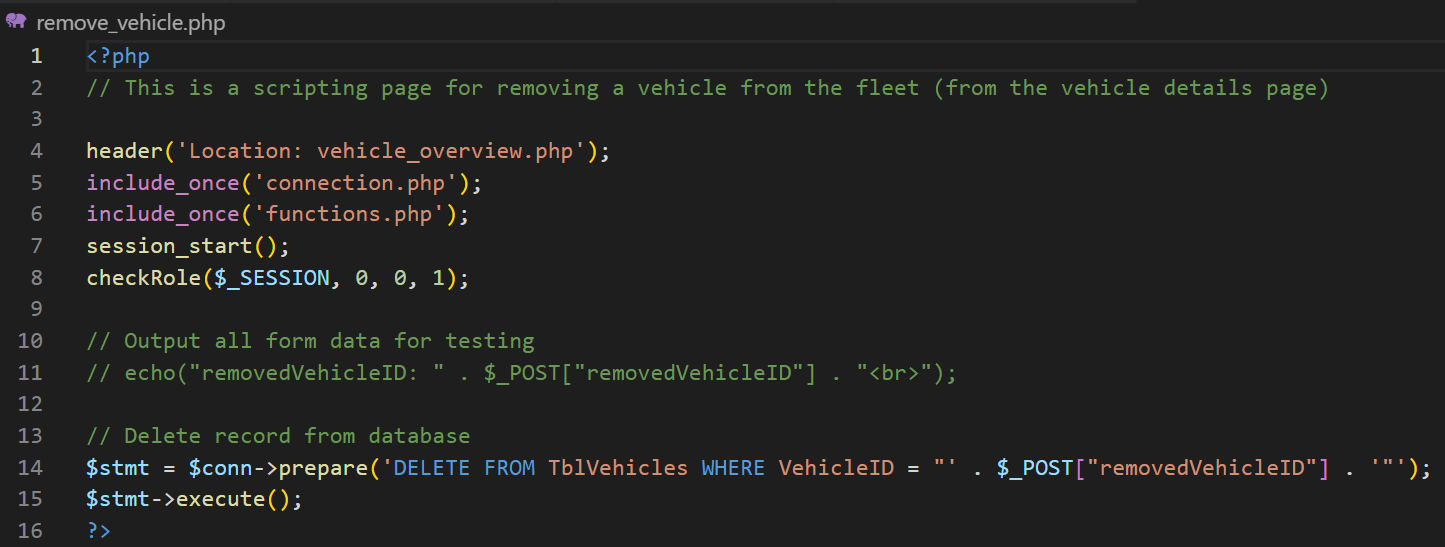 remove_vehicle.php
1 <?php
2 // This is a scripting page for removing a vehicle from the fleet (from the vehicle details page)
3
4 header('Location: vehicle_overview.php');
5 include_once('connection.php');
6 include_once('functions.php');
7 session_start();
8 checkRole($_SESSION, 0, 0, 1);
9
10 // Output all form data for testing
11 // echo("removedVehicleID: " . $_POST["removedVehicleID"] . "<br>");
12
13 // Delete record from database
14 $stmt = $conn->prepare('DELETE FROM TblVehicles WHERE VehicleID = "' . $_POST["removedVehicleID"] . '"');
15 $stmt->execute();
16 ?>